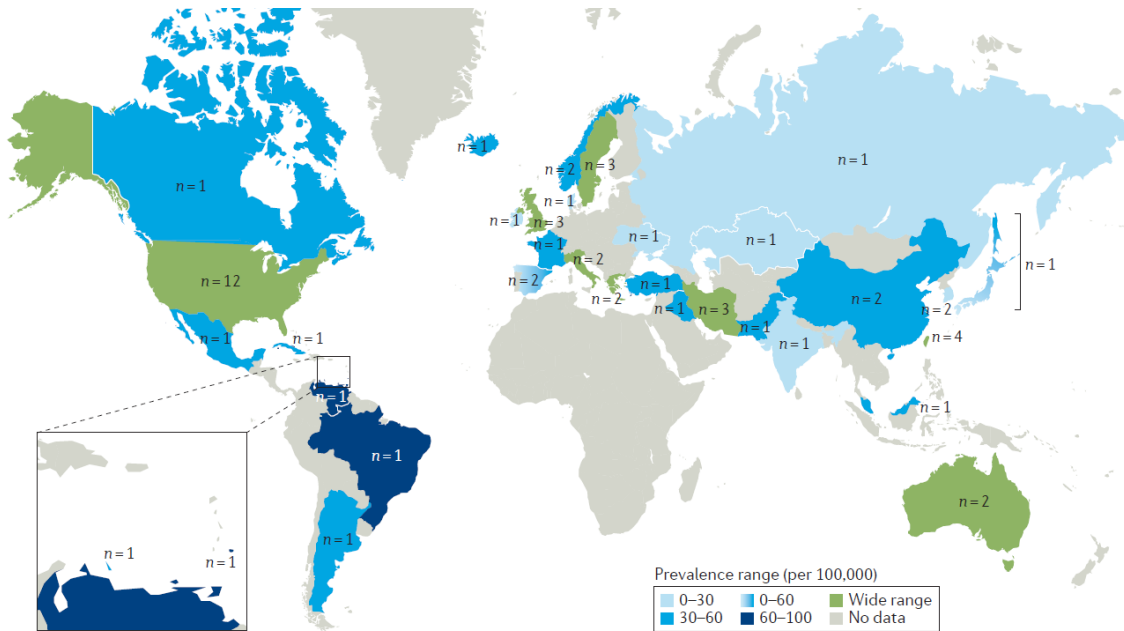 n = 1
n = 1
n = 2
n = 3
n = 1
n = 1
n = 1
n = 3
n = 1
n = 1
n = 1
n = 12
n = 2
n = 2
n = 1
n = 2
n = 1
n = 3
n = 2
n = 2
n = 1
n = 1
n = 1
n = 1
n = 1
n = 4
n = 1
n = 1
n = 1
n = 1
n = 2
n = 1
n = 1
n = 1
Prevalence range (per 100,000)
0–30 0–60 Wide range
30–60 60–100 No data